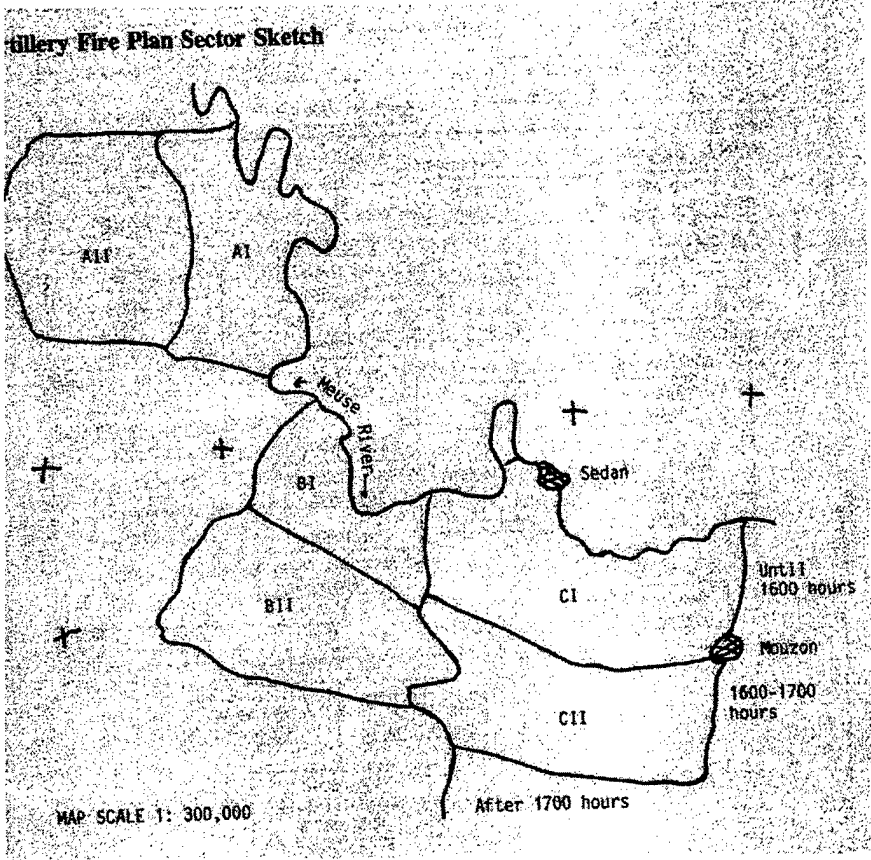 tillery Fire Plan Sector Sketch
AII
AI
Meuse River
Sedan
BI
Until
1600 hours
CI
BII
Mouzon
1600-1700
hours
CII
After 1700 hours
MAP SCALE 1: 300,000